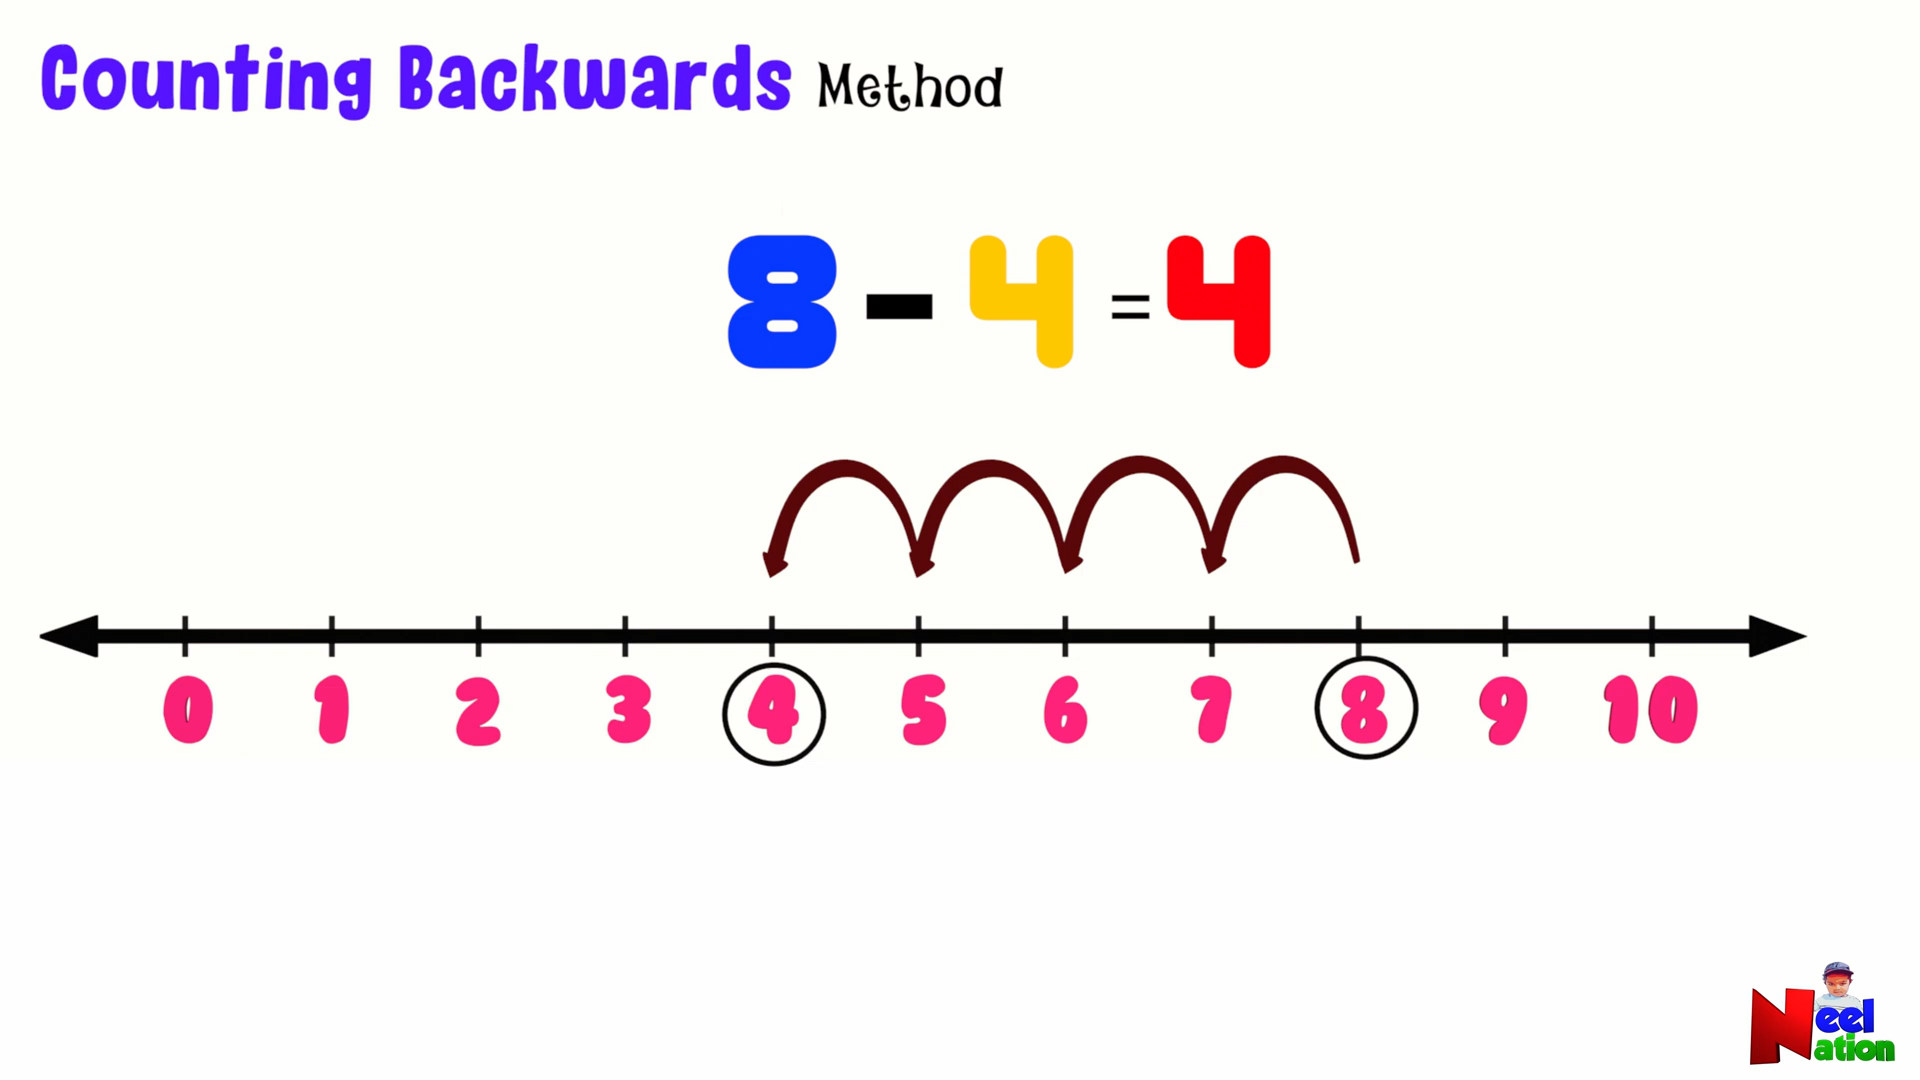 Counting Backwards Method
8 - 4 = 4
0 1 2 3 4 5 6 7 8 9 10
Neel
Nation